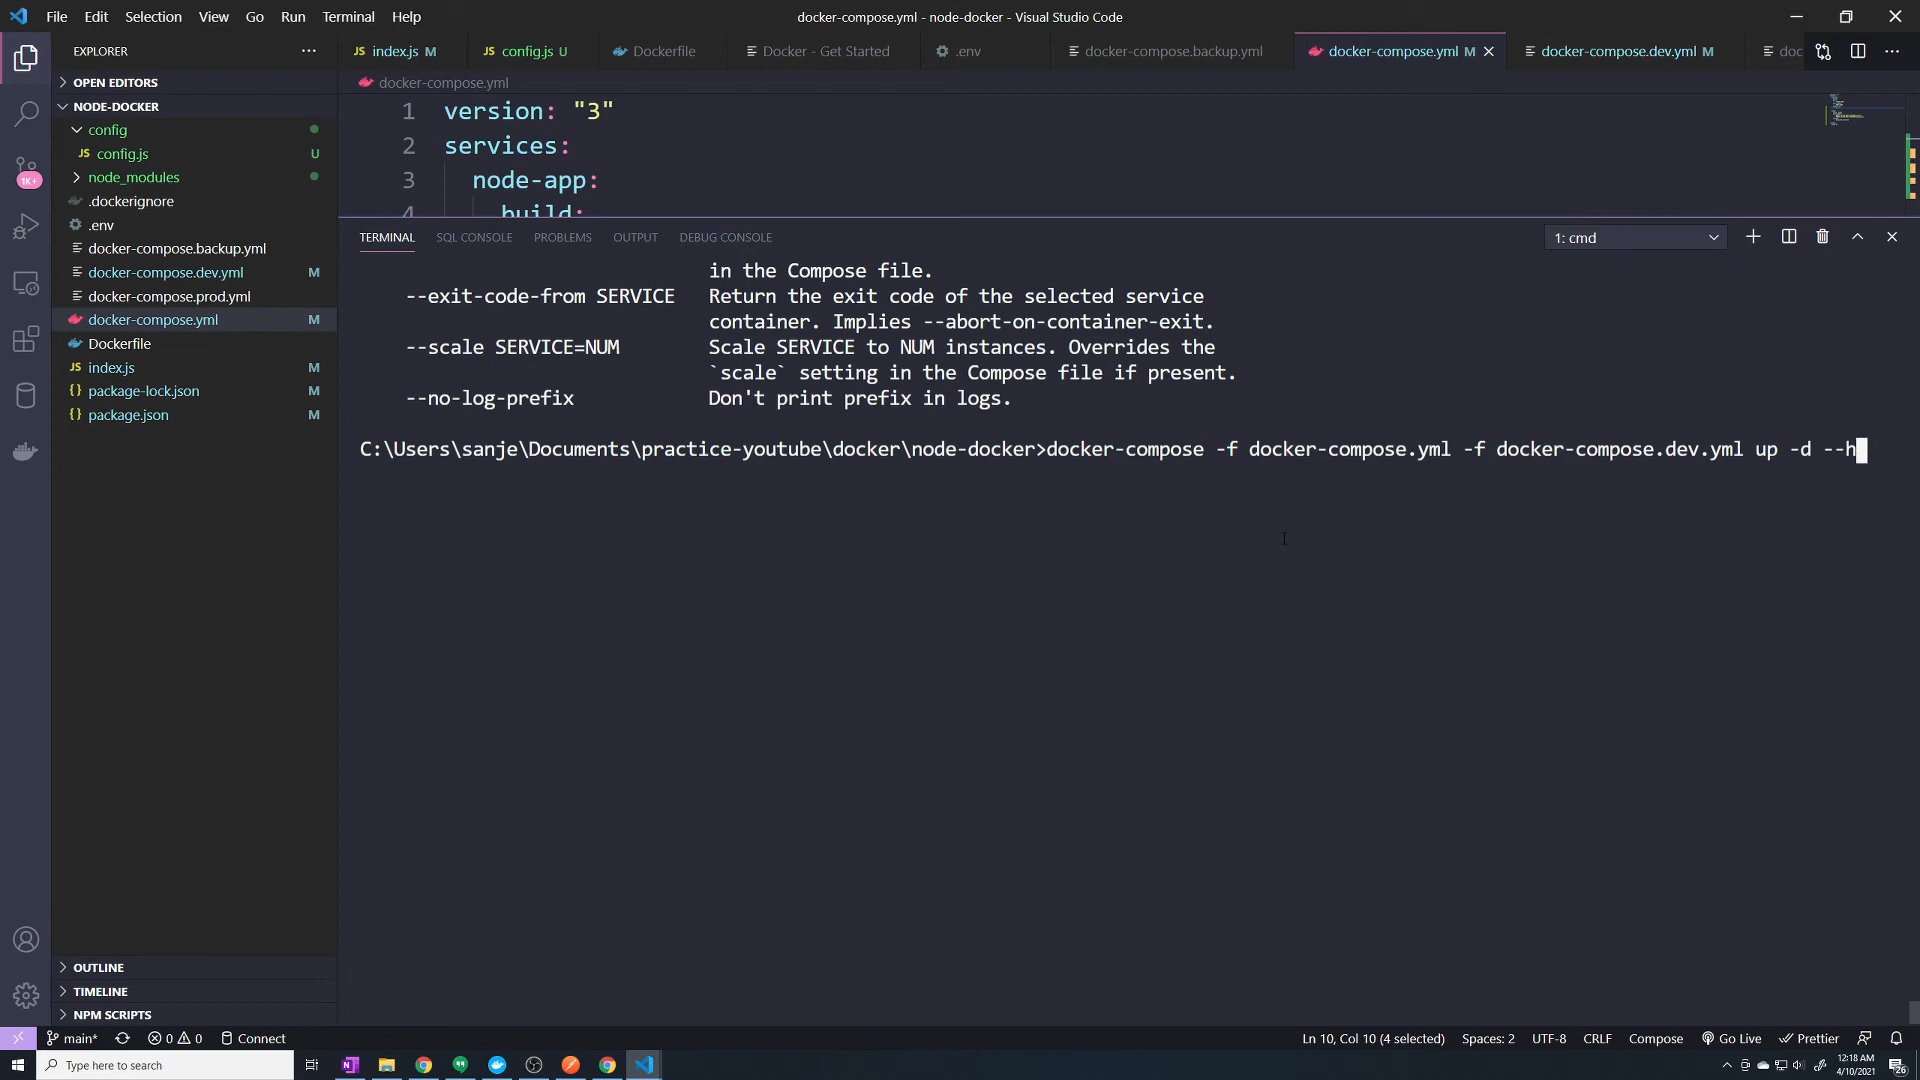 File Edit Selection View Go Run Terminal Help
docker-compose.yml - node-docker - Visual Studio Code
EXPLORER
JS index.js M
JS config.js U
Dockerfile
Docker - Get Started
.env
docker-compose.backup.yml
docker-compose.yml M
docker-compose.dev.yml M
doc
OPEN EDITORS
NODE-DOCKER
config
JS config.js U
node_modules
.dockerignore
.env
docker-compose.backup.yml
docker-compose.dev.yml M
docker-compose.prod.yml
docker-compose.yml M
Dockerfile
JS index.js M
{} package-lock.json M
{} package.json M
OUTLINE
TIMELINE
NPM SCRIPTS
1K+
docker-compose.yml
1 version: "3"
2 services:
3 node-app:
4 build:
TERMINAL SQL CONSOLE PROBLEMS OUTPUT DEBUG CONSOLE
1: cmd
in the Compose file.
--exit-code-from SERVICE Return the exit code of the selected service
container. Implies --abort-on-container-exit.
--scale SERVICE=NUM Scale SERVICE to NUM instances. Overrides the
`scale` setting in the Compose file if present.
--no-log-prefix Don't print prefix in logs.
C:\Users\sanje\Documents\practice-youtube\docker\node-docker>docker-compose -f docker-compose.yml -f docker-compose.dev.yml up -d --h
main* 0 0 Connect
Ln 10, Col 10 (4 selected) Spaces: 2 UTF-8 CRLF Compose Go Live Prettier
Type here to search
12:18 AM
4/10/2021
26